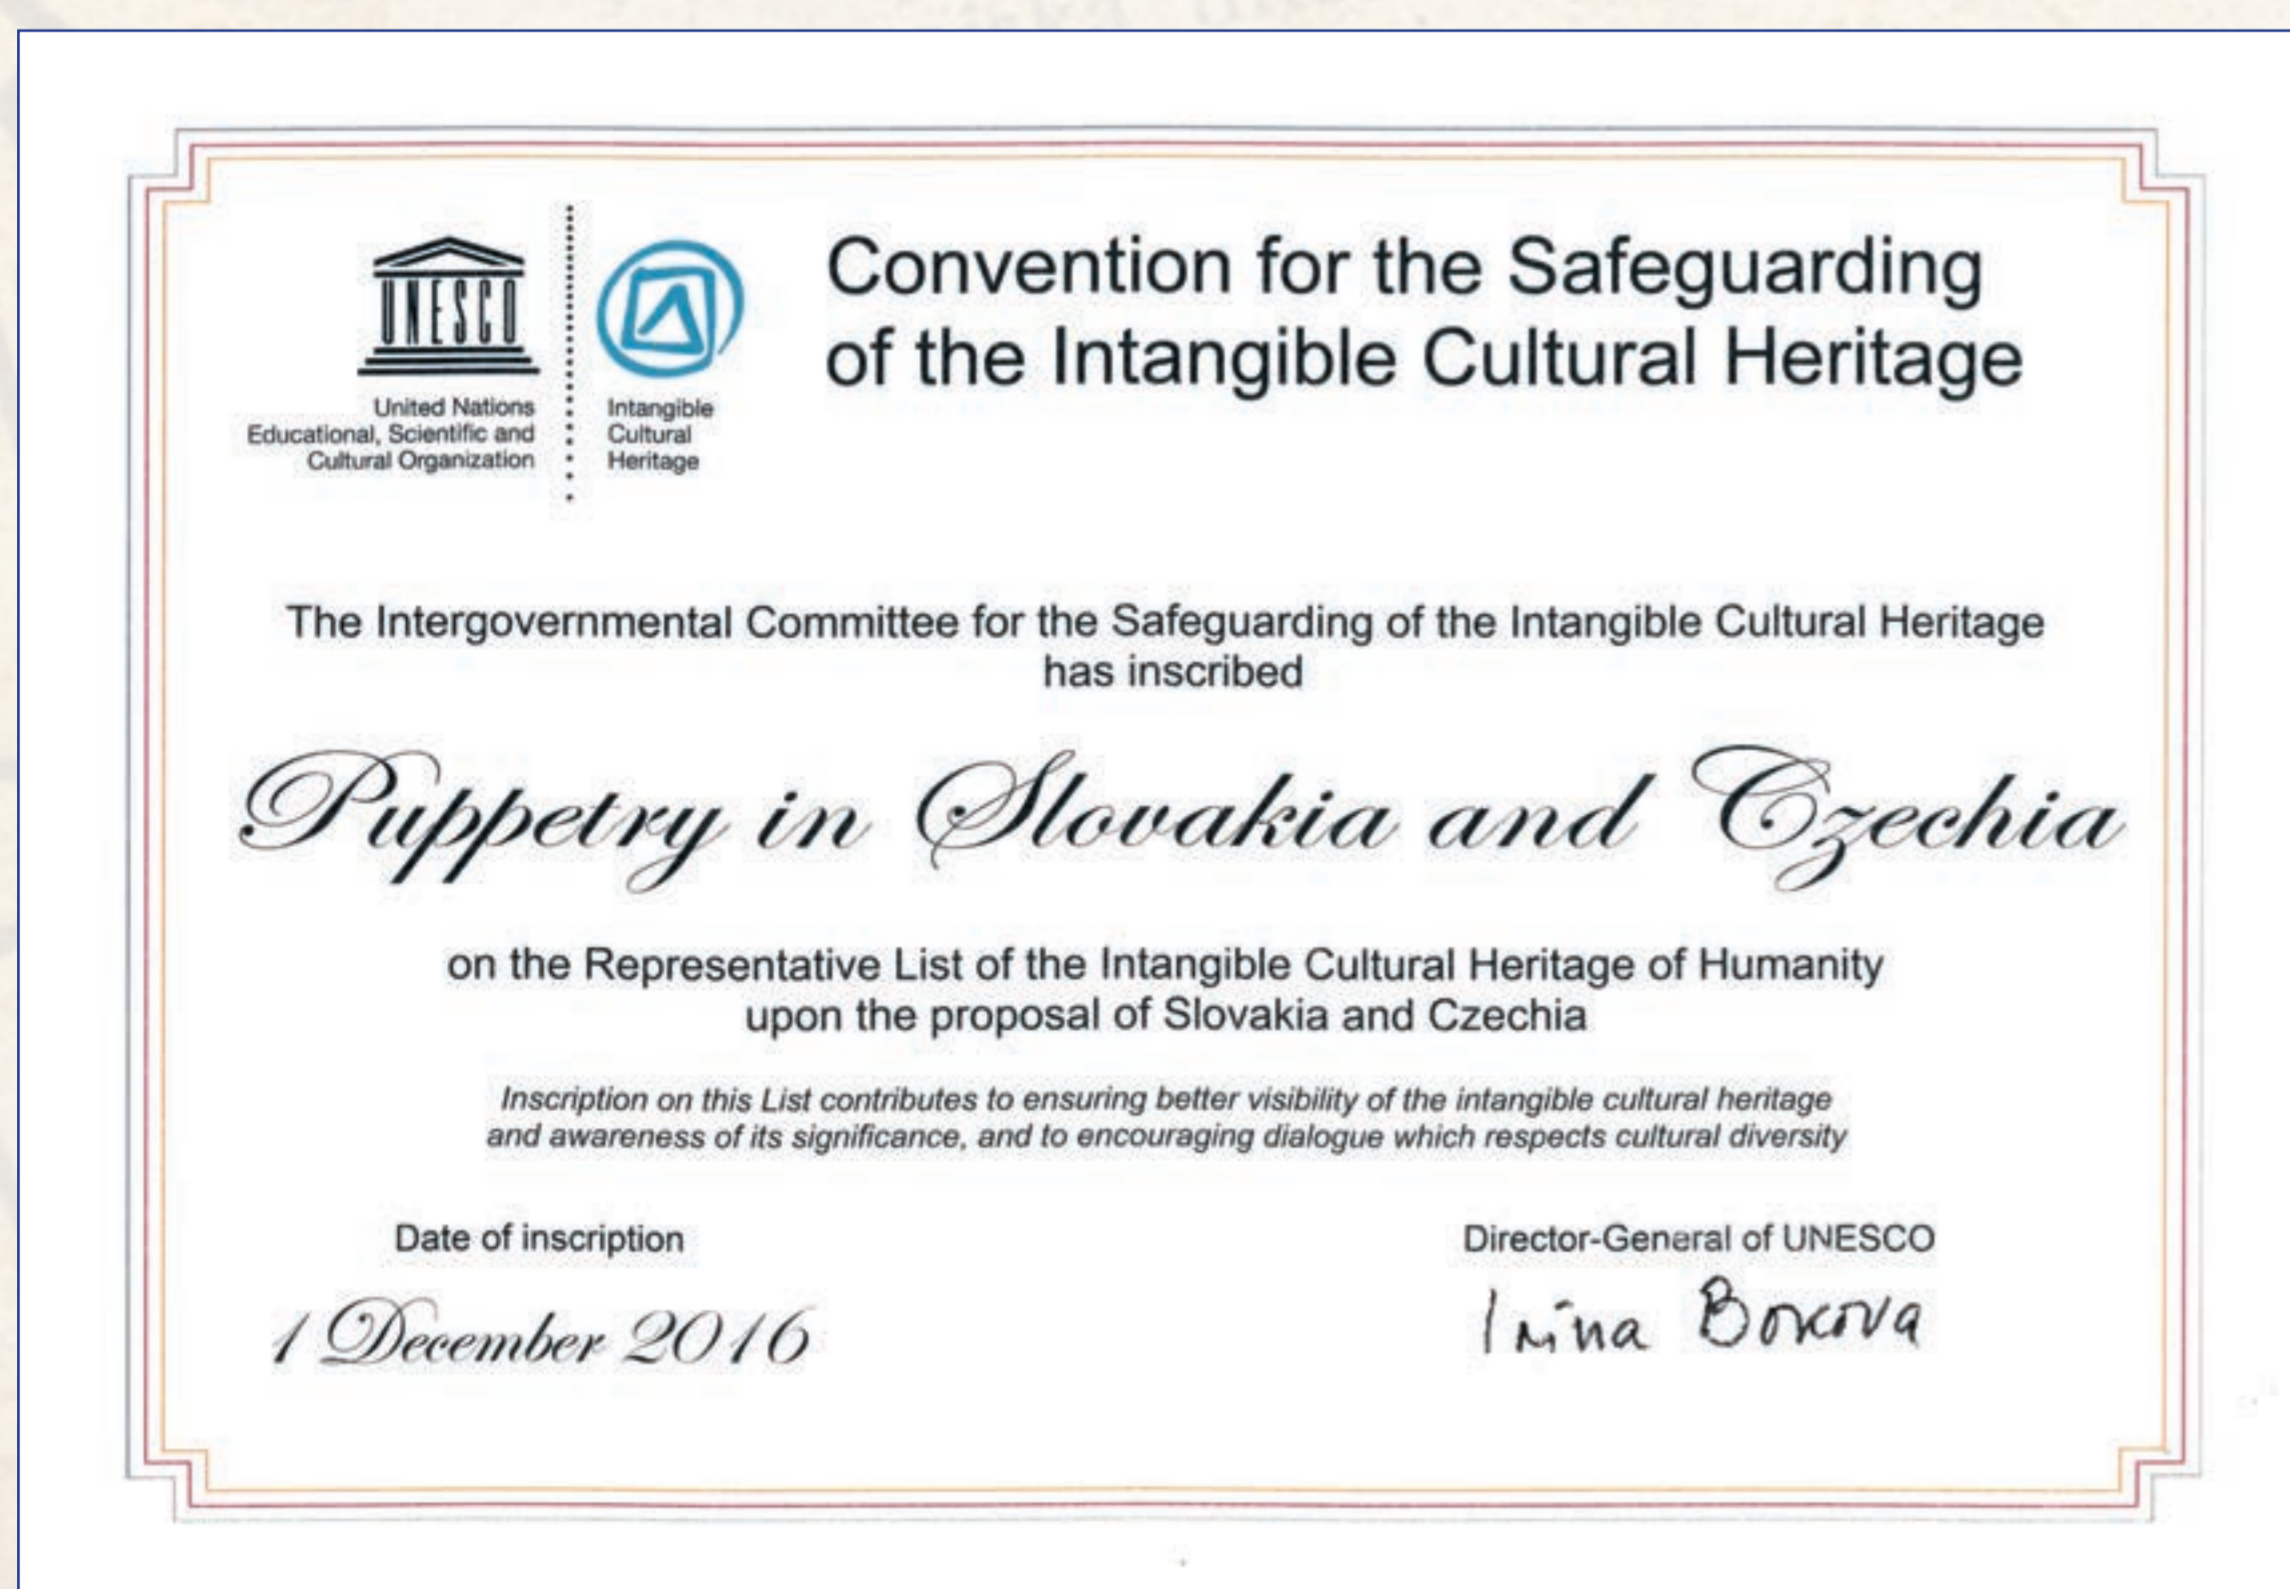 UNESCO
United Nations
Educational, Scientific and
Cultural Organization
Intangible
Cultural
Heritage
Convention for the Safeguarding
of the Intangible Cultural Heritage
The Intergovernmental Committee for the Safeguarding of the Intangible Cultural Heritage
has inscribed
Puppetry in Slovakia and Czechia
on the Representative List of the Intangible Cultural Heritage of Humanity
upon the proposal of Slovakia and Czechia
Inscription on this List contributes to ensuring better visibility of the intangible cultural heritage
and awareness of its significance, and to encouraging dialogue which respects cultural diversity
Date of inscription
1 December 2016
Director-General of UNESCO
Irina Bokova